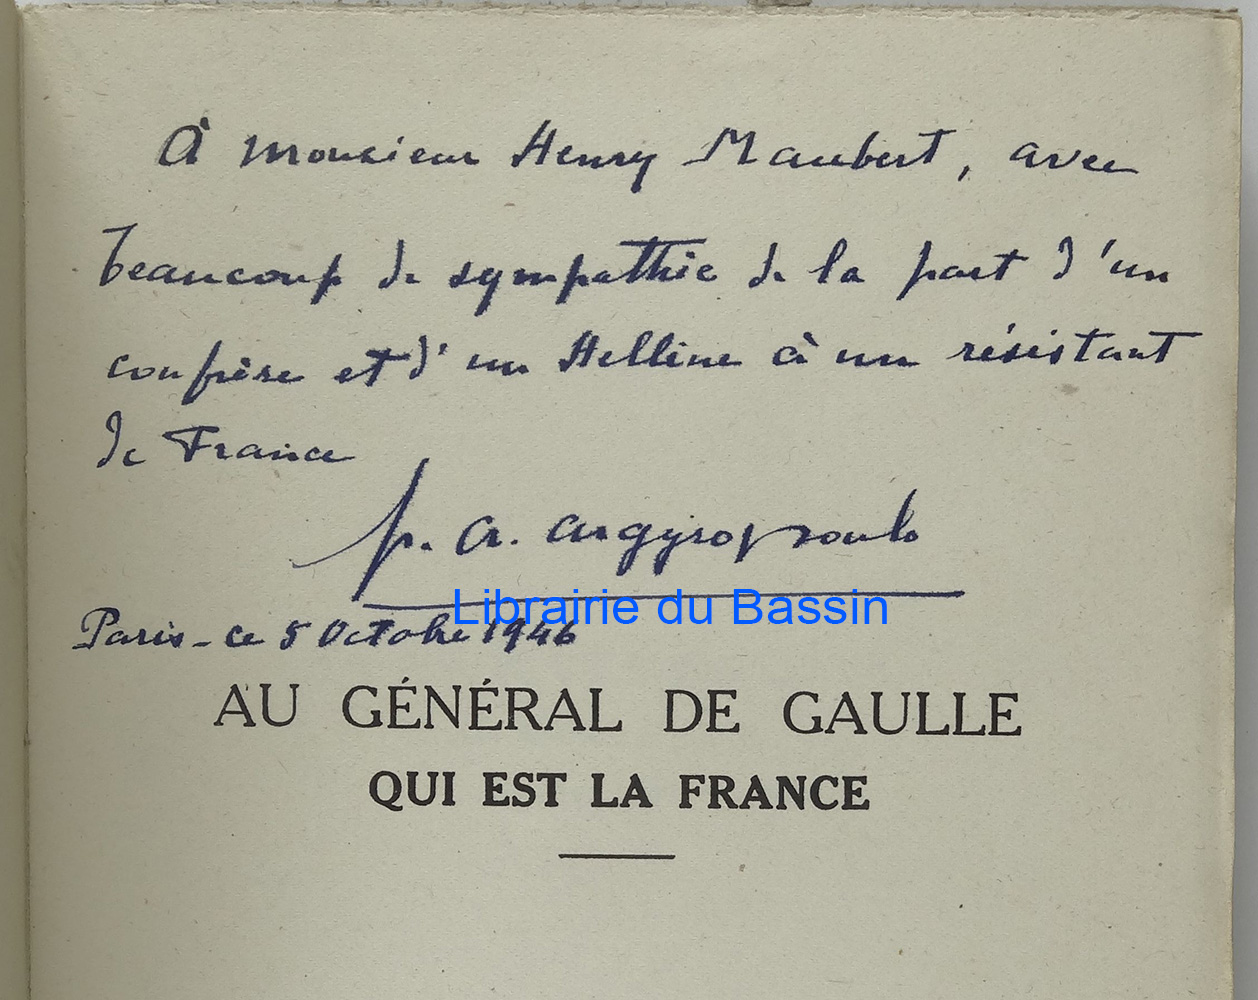 À Monsieur Henry Maubert, avec
beaucoup de sympathie de la part d'un
confrère et d'un Hellène à un résistant
de France
p. a. argyropoulo
Librairie du Bassin
Paris - ce 5 Octobre 1946
AU GÉNÉRAL DE GAULLE
QUI EST LA FRANCE